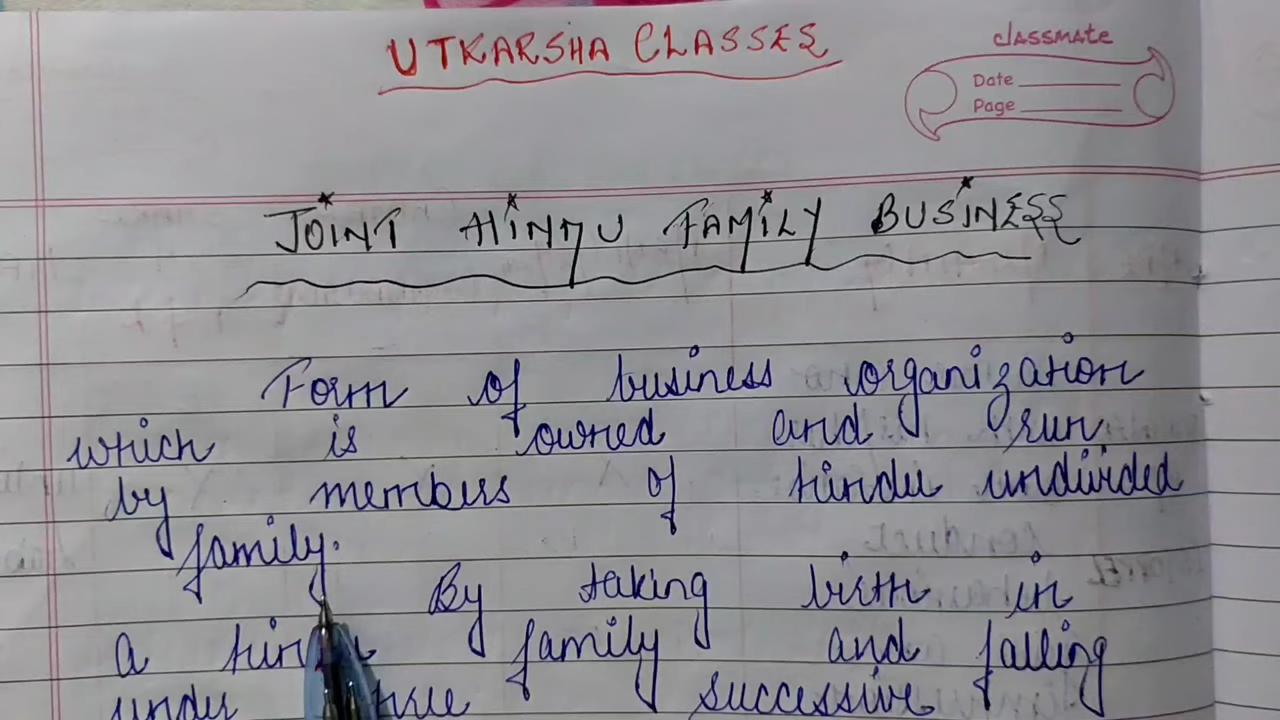 UTKARSHA CLASSES
classmate
Date
Page
JOINT HINDU FAMILY BUSINESS
Form of business organization
which is owned and run
by members of hindu undivided
family.
By taking birth in
a family and falling
under successive